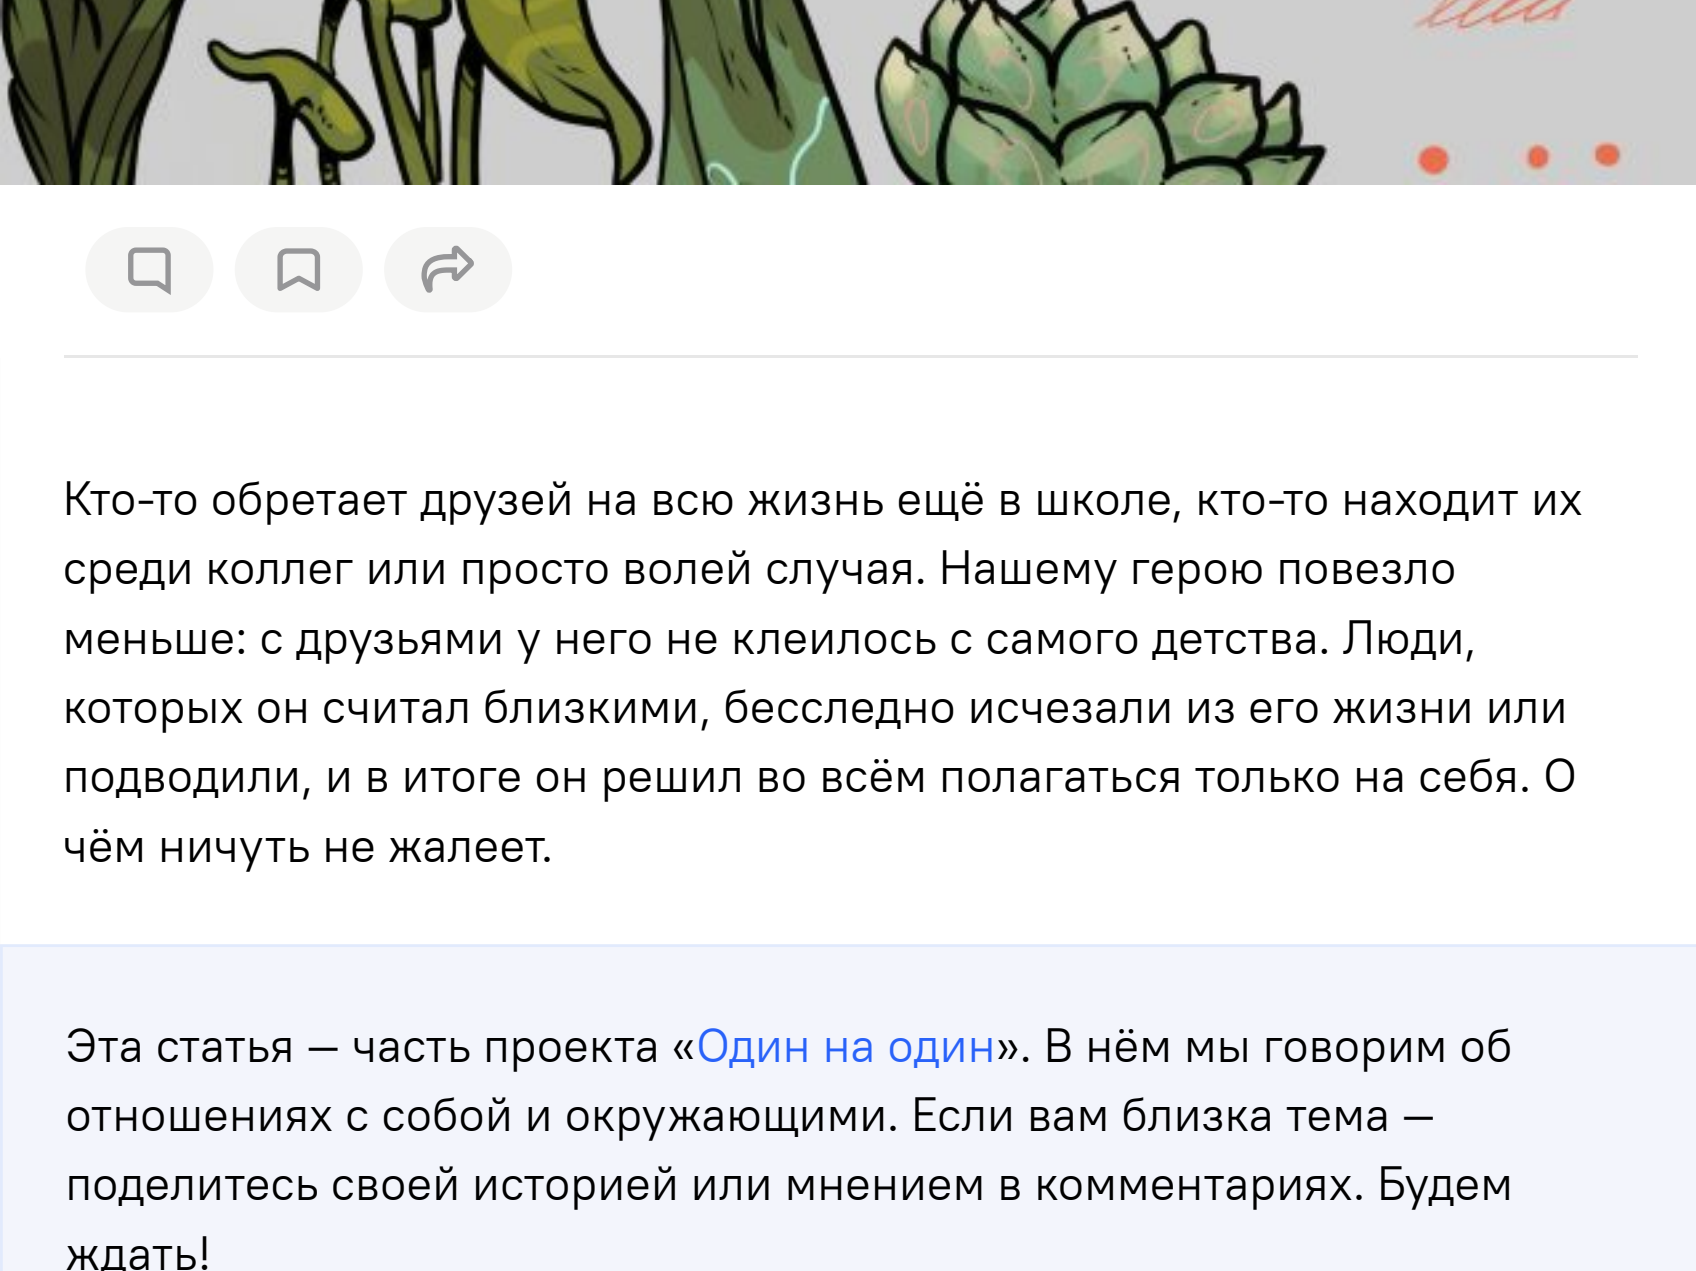 Кто-то обретает друзей на всю жизнь ещё в школе, кто-то находит их
среди коллег или просто волей случая. Нашему герою повезло
меньше: с друзьями у него не клеилось с самого детства. Люди,
которых он считал близкими, бесследно исчезали из его жизни или
подводили, и в итоге он решил во всём полагаться только на себя. О
чём ничуть не жалеет.
Эта статья — часть проекта «Один на один». В нём мы говорим об
отношениях с собой и окружающими. Если вам близка тема —
поделитесь своей историей или мнением в комментариях. Будем
ждать!